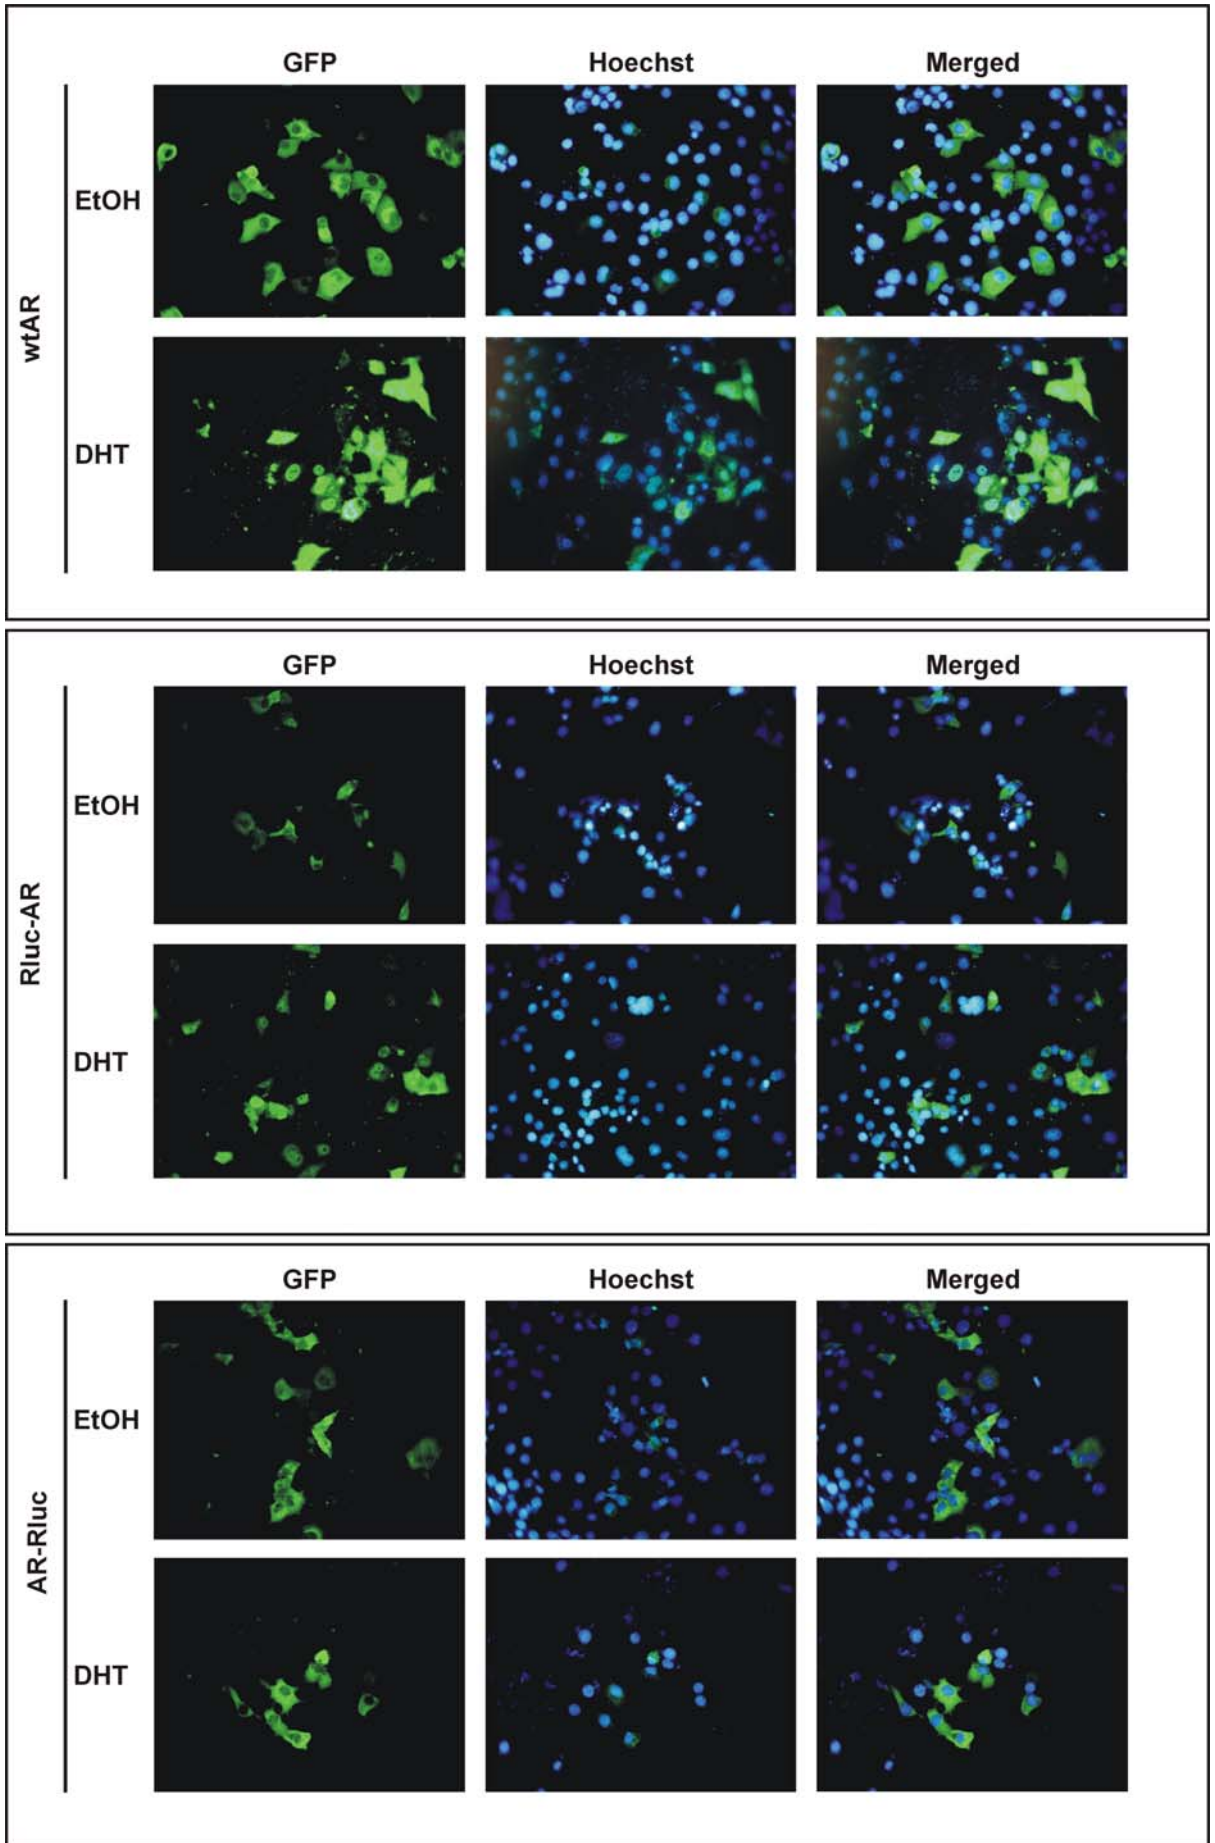 GFP Hoechst Merged
EtOH
wtAR
DHT
GFP Hoechst Merged
EtOH
Rluc-AR
DHT
GFP Hoechst Merged
EtOH
AR-Rluc
DHT